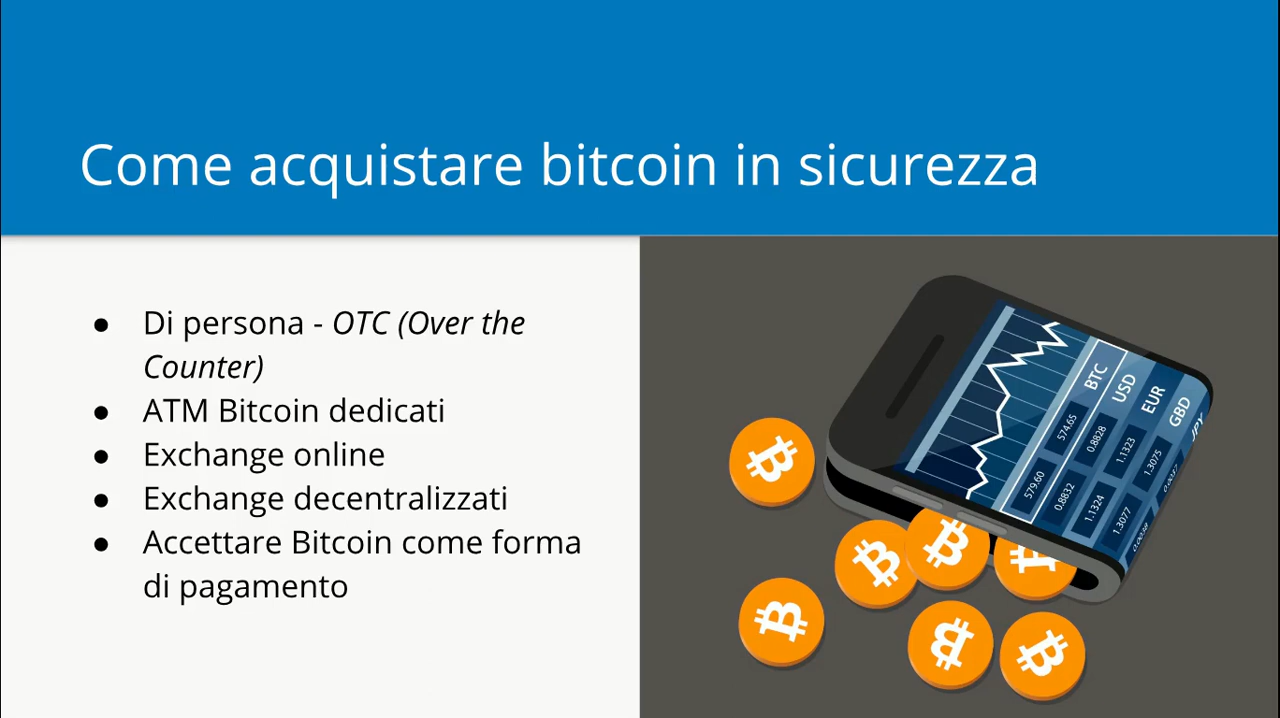 Come acquistare bitcoin in sicurezza
● Di persona - OTC (Over the
Counter)
● ATM Bitcoin dedicati
● Exchange online
● Exchange decentralizzati
● Accettare Bitcoin come forma
di pagamento
BTC
USD
EUR
GBD
JPY
574.65
0.8828
1.1323
1.3075
579.60
0.8832
1.1324
1.3077